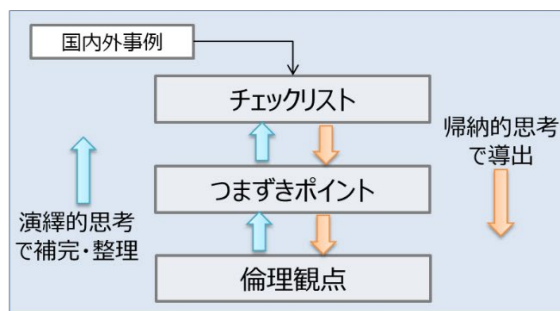 国内外事例
チェックリスト
帰納的思考
で導出
つまずきポイント
演繹的思考
で補完・整理
倫理観点